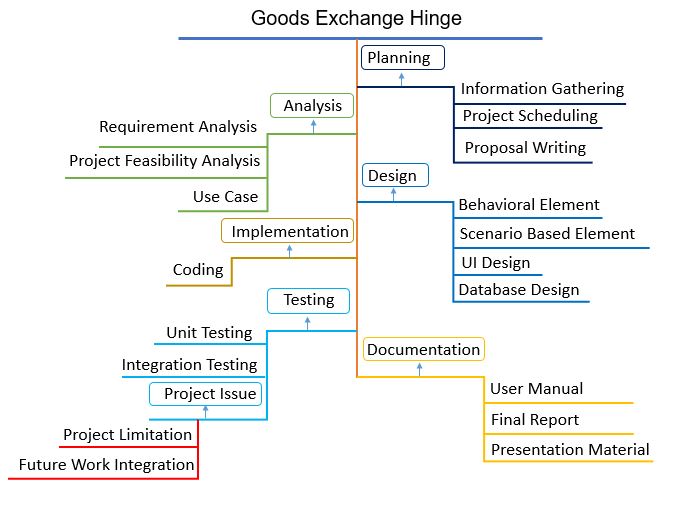 Goods Exchange Hinge
Planning
Information Gathering
Project Scheduling
Proposal Writing
Analysis
Requirement Analysis
Project Feasibility Analysis
Use Case
Design
Behavioral Element
Scenario Based Element
UI Design
Database Design
Implementation
Coding
Testing
Unit Testing
Integration Testing
Project Issue
Project Limitation
Future Work Integration
Documentation
User Manual
Final Report
Presentation Material